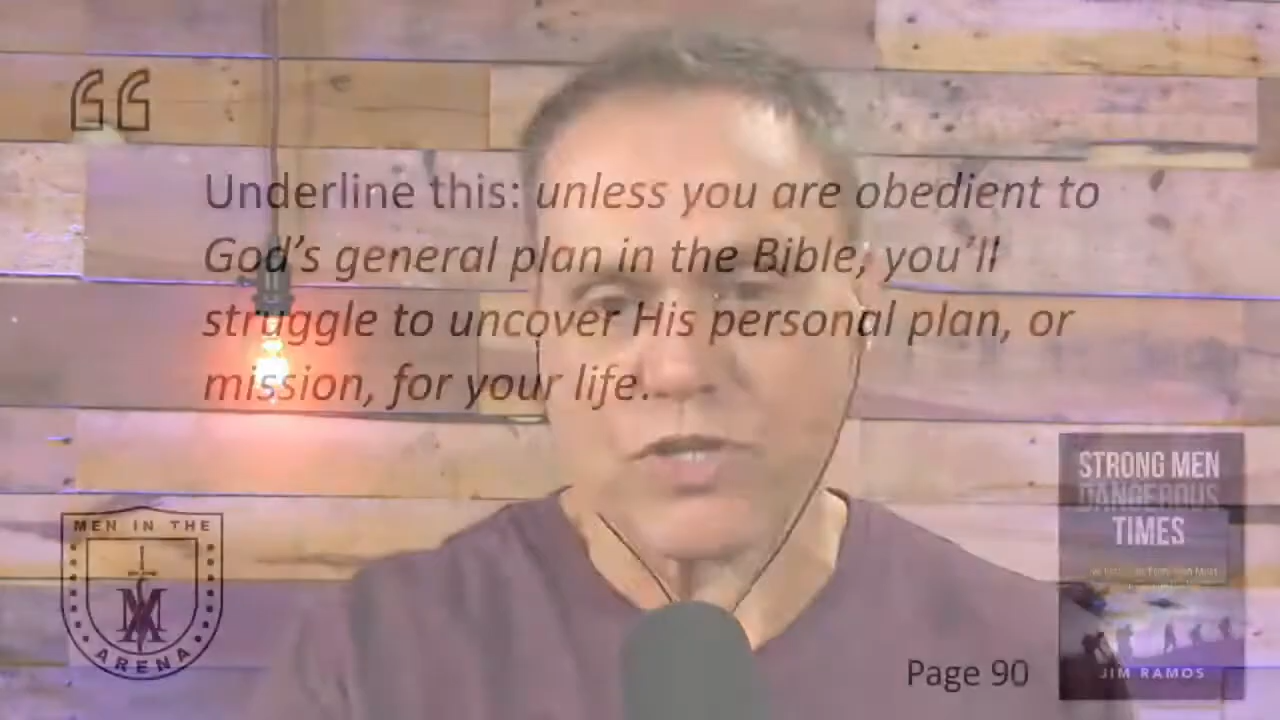 Underline this: unless you are obedient to
God's general plan in the Bible, you'll
struggle to uncover His personal plan, or
mission, for your life.
MEN IN THE
ARENA
STRONG MEN
DANGEROUS
TIMES
JIM RAMOS
Page 90